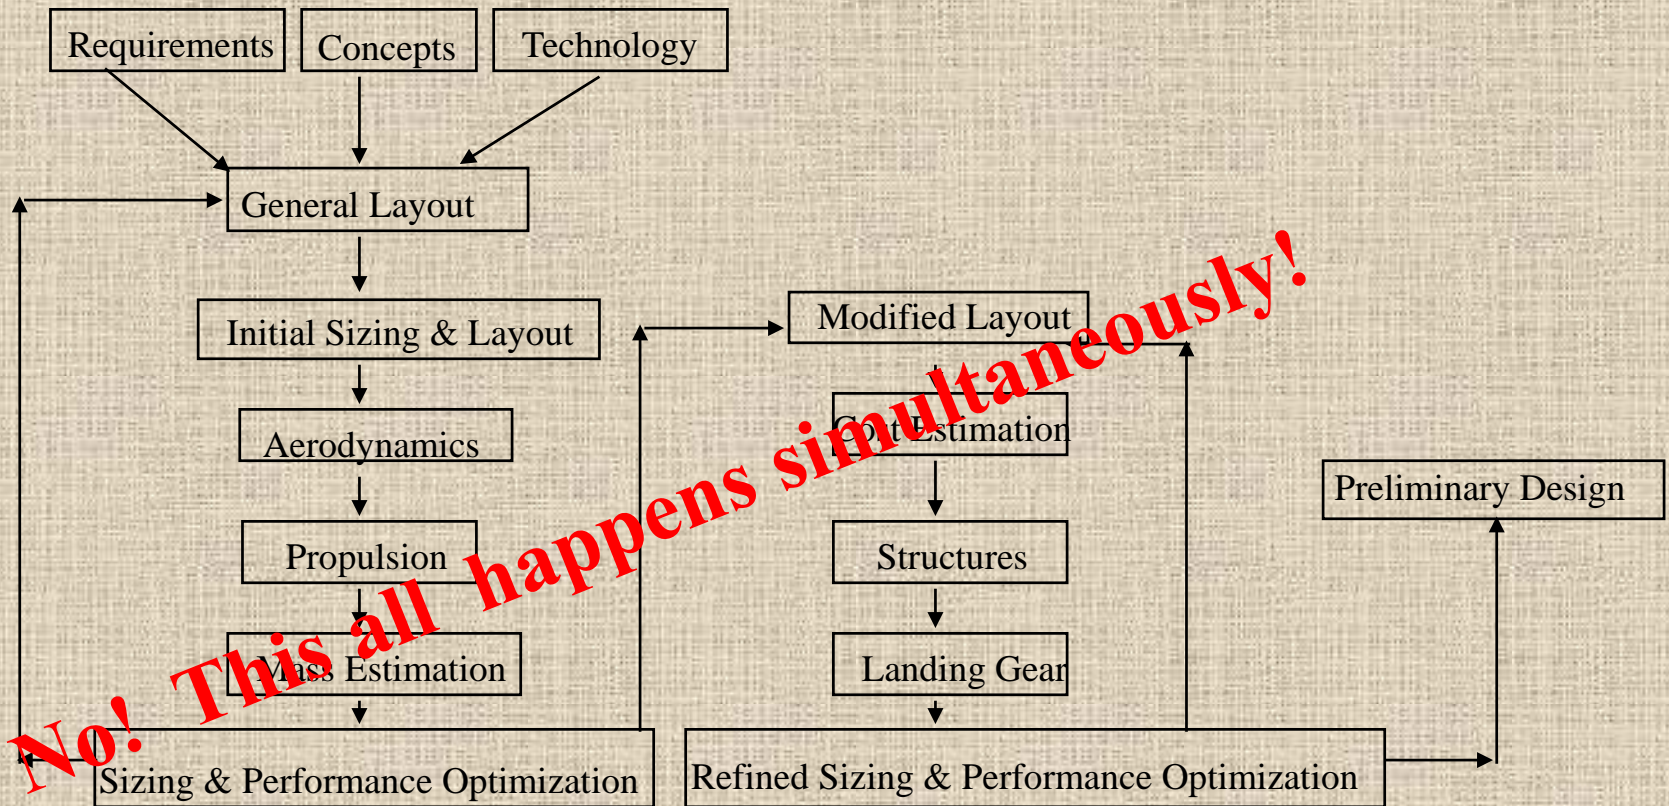 Requirements
Concepts
Technology
General Layout
Initial Sizing & Layout
Aerodynamics
Propulsion
Mass Estimation
Sizing & Performance Optimization
Modified Layout
Cost Estimation
Structures
Landing Gear
Refined Sizing & Performance Optimization
Preliminary Design
No! This all happens simultaneously!